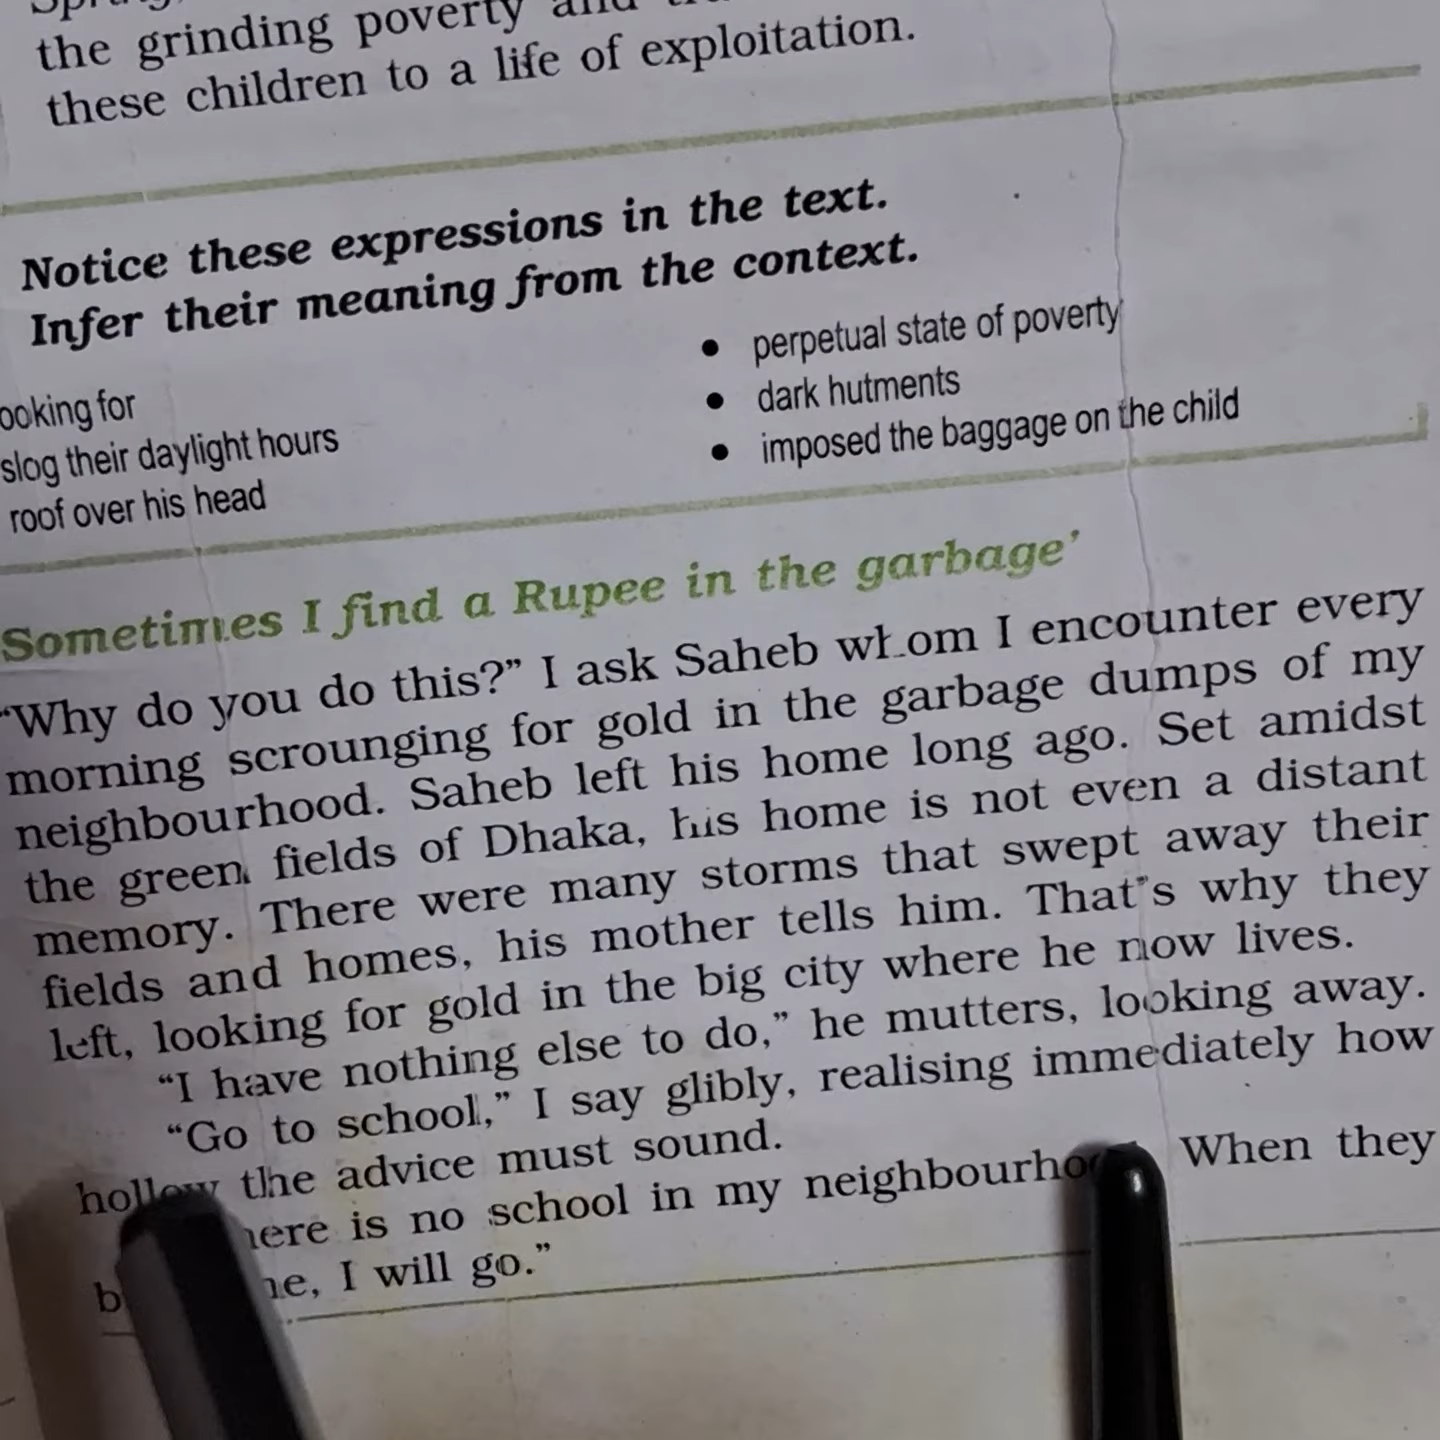 the grinding poverty and
these children to a life of exploitation.
Notice these expressions in the text.
Infer their meaning from the context.
ooking for
slog their daylight hours
roof over his head
• perpetual state of poverty
• dark hutments
• imposed the baggage on the child
Sometimes I find a Rupee in the garbage’
“Why do you do this?” I ask Saheb whom I encounter every
morning scrounging for gold in the garbage dumps of my
neighbourhood. Saheb left his home long ago. Set amidst
the green fields of Dhaka, his home is not even a distant
memory. There were many storms that swept away their
fields and homes, his mother tells him. That’s why they
left, looking for gold in the big city where he now lives.
“I have nothing else to do,” he mutters, looking away.
“Go to school,” I say glibly, realising immediately how
hollow the advice must sound.
here is no school in my neighbourhood When they
I will go.”